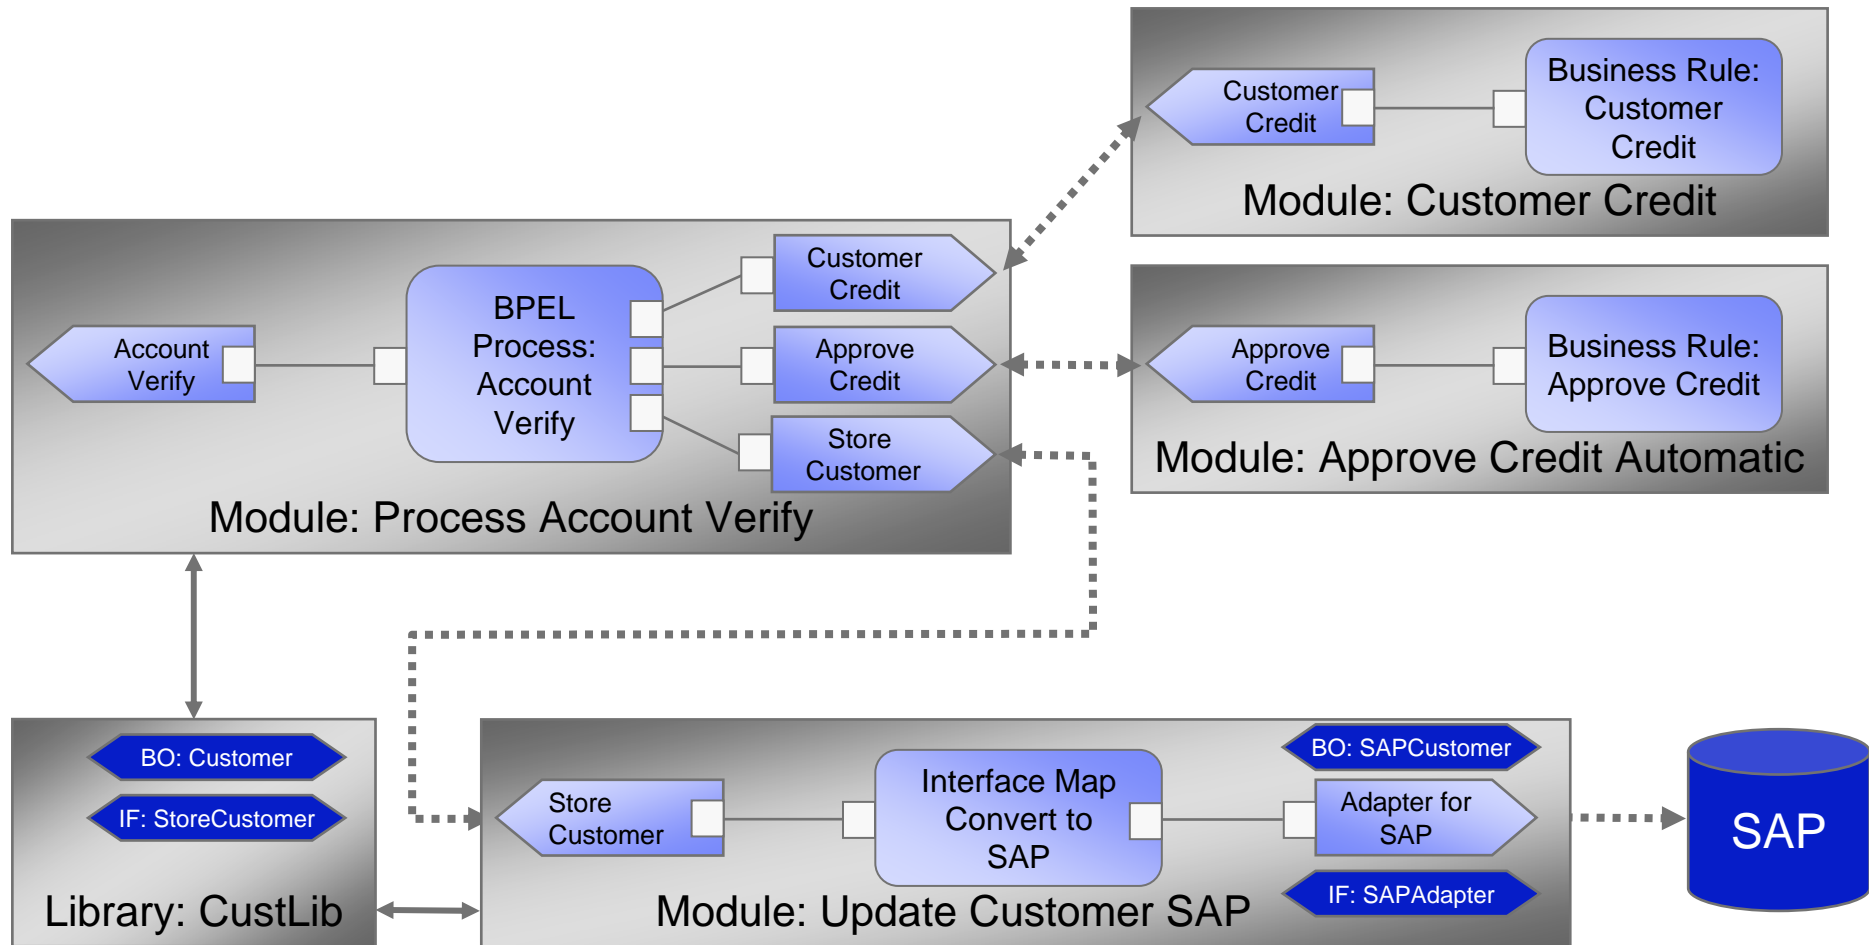 Customer
Credit
Business Rule:
Customer
Credit
Module: Customer Credit
Account
Verify
BPEL
Process:
Account
Verify
Customer
Credit
Approve
Credit
Store
Customer
Module: Process Account Verify
Approve
Credit
Business Rule:
Approve Credit
Module: Approve Credit Automatic
BO: Customer
IF: StoreCustomer
Library: CustLib
Store
Customer
Interface Map
Convert to
SAP
BO: SAPCustomer
Adapter for
SAP
IF: SAPAdapter
Module: Update Customer SAP
SAP